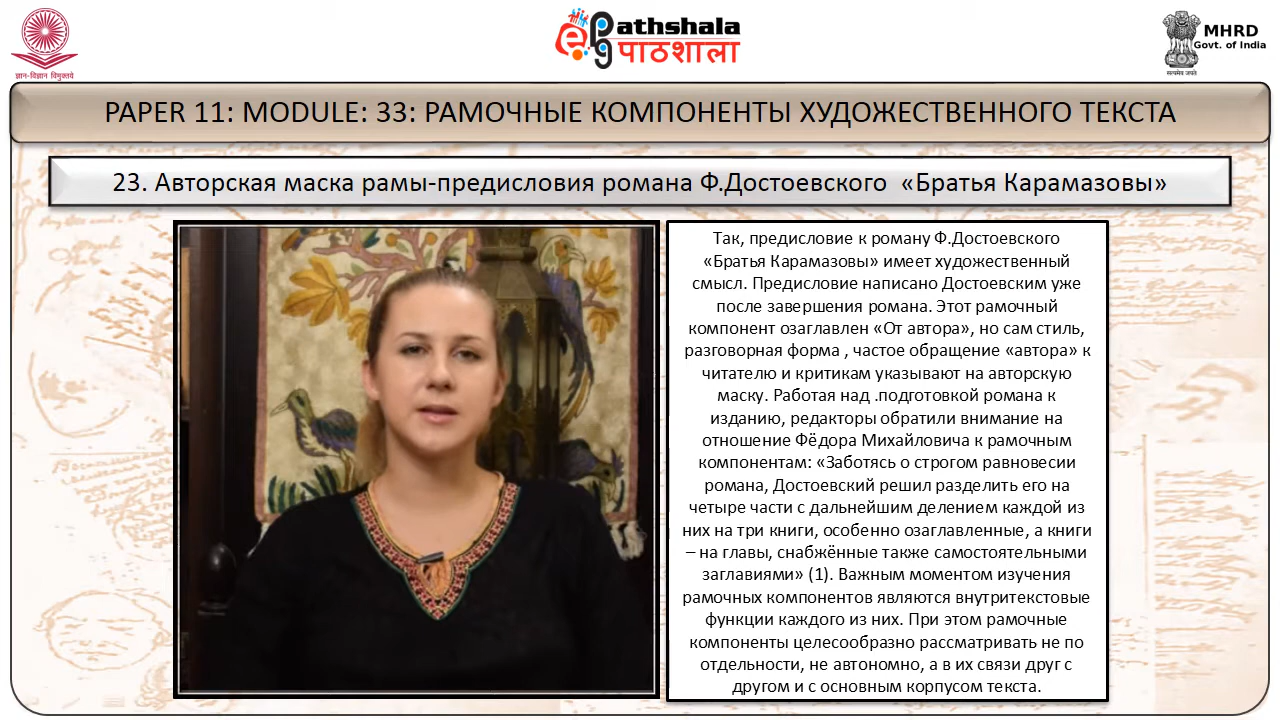 ज्ञान-विज्ञान विमुक्तये
ePg Pathshala
पाठशाला
सत्यमेव जयते
MHRD
Govt. of India
PAPER 11: MODULE: 33: РАМОЧНЫЕ КОМПОНЕНТЫ ХУДОЖЕСТВЕННОГО ТЕКСТА
23. Авторская маска рамы-предисловия романа Ф.Достоевского «Братья Карамазовы»
Так, предисловие к роману Ф.Достоевского
«Братья Карамазовы» имеет художественный
смысл. Предисловие написано Достоевским уже
после завершения романа. Этот рамочный
компонент озаглавлен «От автора», но сам стиль,
разговорная форма , частое обращение «автора» к
читателю и критикам указывают на авторскую
маску. Работая над .подготовкой романа к
изданию, редакторы обратили внимание на
отношение Фёдора Михайловича к рамочным
компонентам: «Заботясь о строгом равновесии
романа, Достоевский решил разделить его на
четыре части с дальнейшим делением каждой из
них на три книги, особенно озаглавленные, а книги
– на главы, снабжённые также самостоятельными
заглавиями» (1). Важным моментом изучения
рамочных компонентов являются внутритекстовые
функции каждого из них. При этом рамочные
компоненты целесообразно рассматривать не по
отдельности, не автономно, а в их связи друг с
другом и с основным корпусом текста.